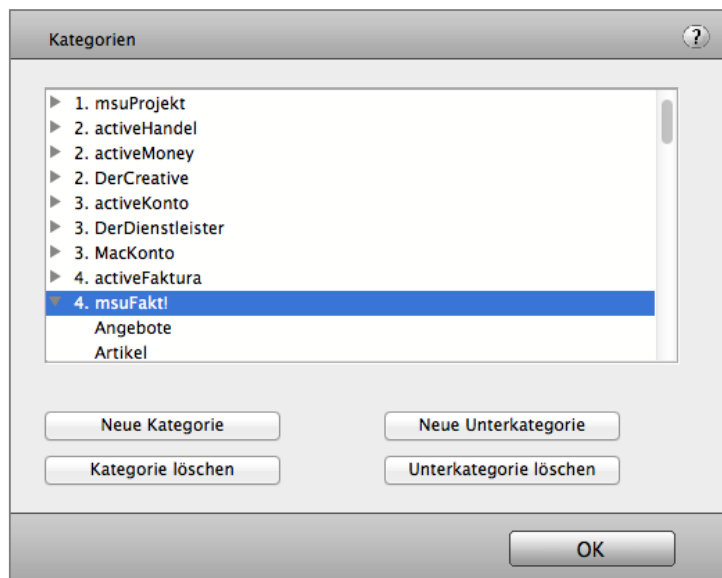 Kategorien
?
1. msuProjekt
2. activeHandel
2. activeMoney
2. DerCreative
3. activeKonto
3. DerDienstleister
3. MacKonto
4. activeFaktura
4. msuFakt!
Angebote
Artikel
Neue Kategorie
Neue Unterkategorie
Kategorie löschen
Unterkategorie löschen
OK